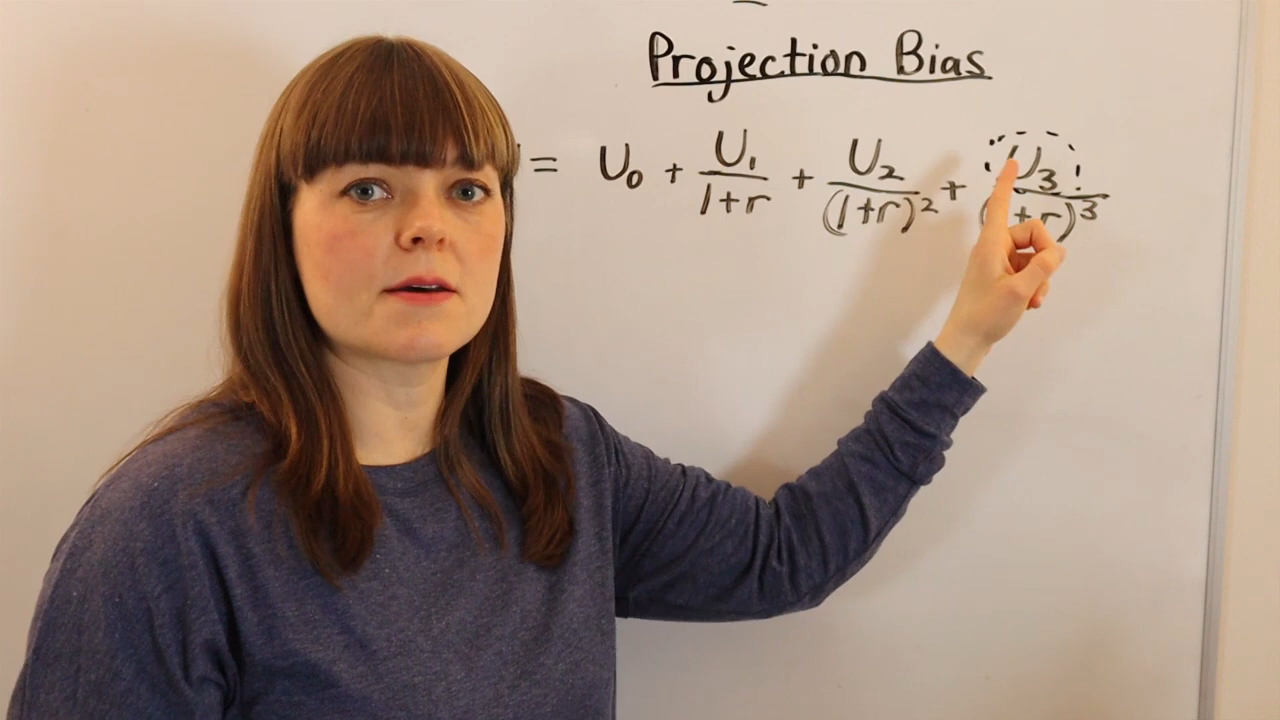 Projection Bias
= U₀ + U₁/(1+r) + U₂/(1+r)² + U₃/(1+r)³